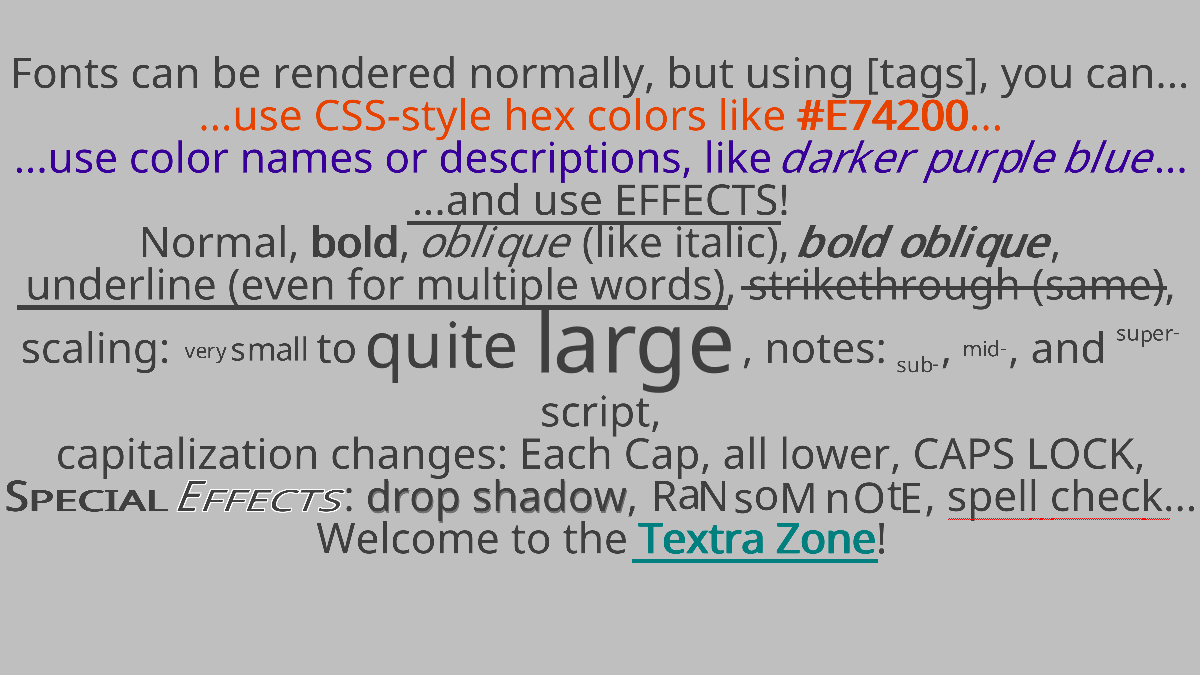 Fonts can be rendered normally, but using [tags], you can...
...use CSS-style hex colors like #E74200...
...use color names or descriptions, like darker purple blue...
...and use EFFECTS!
Normal, bold, oblique (like italic), bold oblique,
underline (even for multiple words), strikethrough (same),
scaling: very small to quite large , notes: sub-, mid-, and super-
script,
capitalization changes: Each Cap, all lower, CAPS LOCK,
SPECIAL EFFECTS: drop shadow, RaNsoM nOtE, spell check...
Welcome to the Textra Zone!